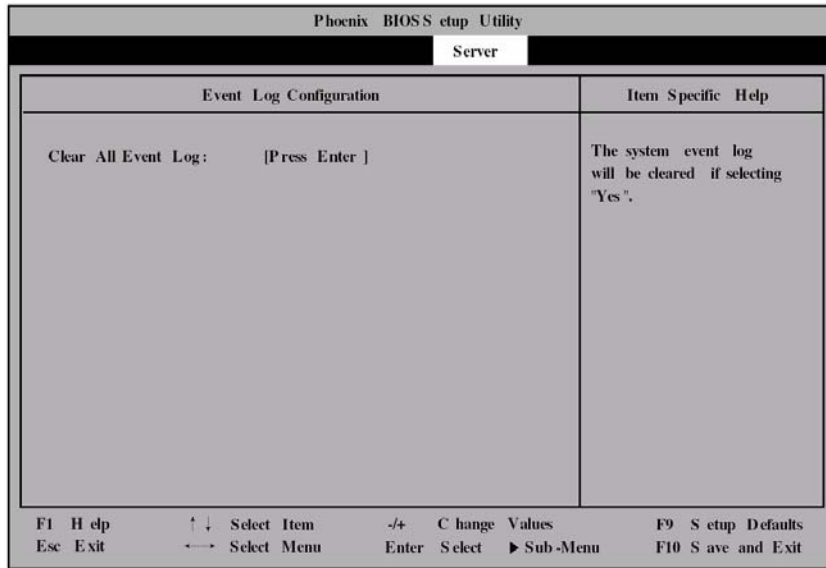 Phoenix BIOS Setup Utility
Server
Event Log Configuration
Item Specific Help
Clear All Event Log: [Press Enter ]
The system event log
will be cleared if selecting
"Yes".
F1 Help ↑ ↓ Select Item -/+ Change Values F9 Setup Defaults
Esc Exit ←→ Select Menu Enter Select ▶ Sub-Menu F10 Save and Exit